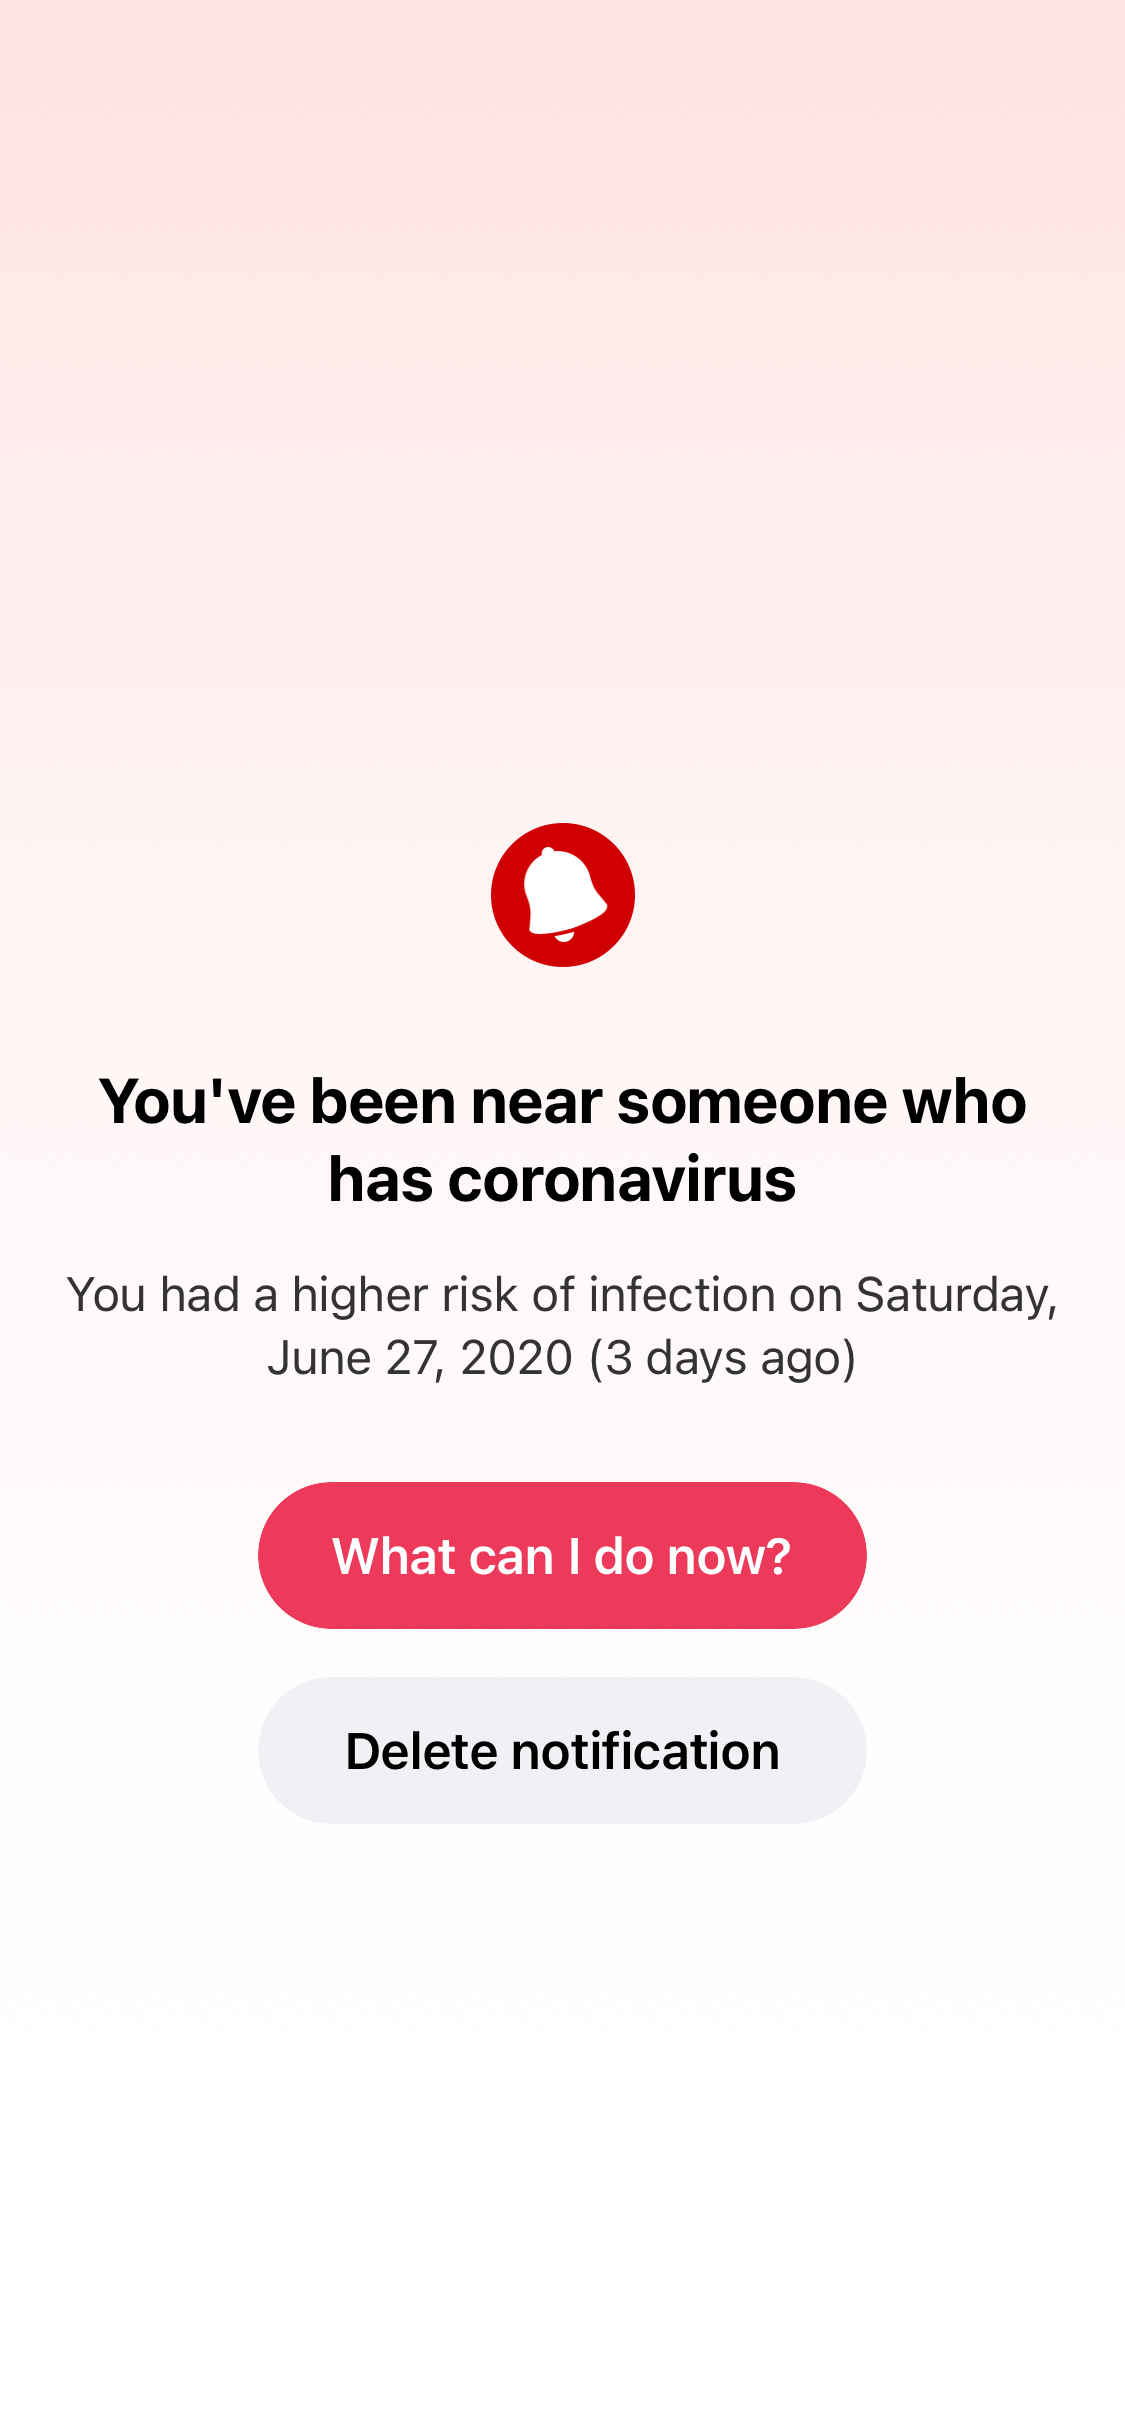 You've been near someone who
has coronavirus
You had a higher risk of infection on Saturday,
June 27, 2020 (3 days ago)
What can I do now?
Delete notification